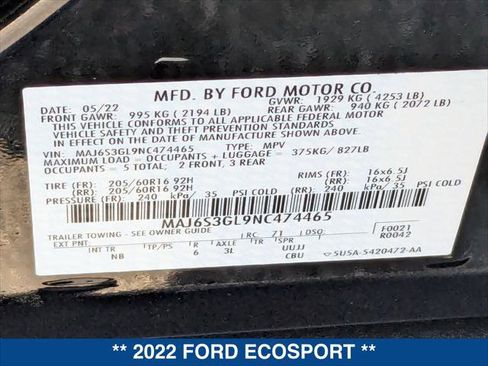 MFD. BY FORD MOTOR CO.
DATE: 05/22 GVWR: 1929 KG ( 4253 LB)
FRONT GAWR: 995 KG ( 2194 LB) REAR GAWR: 940 KG ( 2072 LB)
THIS VEHICLE CONFORMS TO ALL APPLICABLE FEDERAL MOTOR
VEHICLE SAFETY AND THEFT PREVENTION STANDARDS IN EFFECT
ON THE DATE OF MANUFACTURE SHOWN ABOVE.
VIN: MAJ6S3GL9NC474465 TYPE: MPV
MAXIMUM LOAD = OCCUPANTS + LUGGAGE = 375KG/ 827LB
OCCUPANTS = 5 TOTAL, 2 FRONT, 3 REAR
TIRE (FR) 205/60R16 92H RIMS (FR) 16x6.5J
(RR) 205/60R16 92H (RR) 16x6.5J
PRESSURE (FR) 240 kPa/ 35 PSI COLD (RR) 240 kPa/ 35 PSI COLD
MAJ6S3GL9NC474465
TRAILER TOWING - SEE OWNER GUIDE RC: 71 DSO: F0021
EXT PNT: R0042
INT TR TP/PS R AXLE TR SPR
NB 6 3L UUJJ
CBU 5U5A-5420472-AA
** 2022 FORD ECOSPORT **